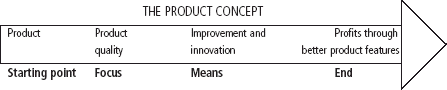 THE PRODUCT CONCEPT
Product Product Improvement and Profits through
quality innovation better product features
Starting point Focus Means End